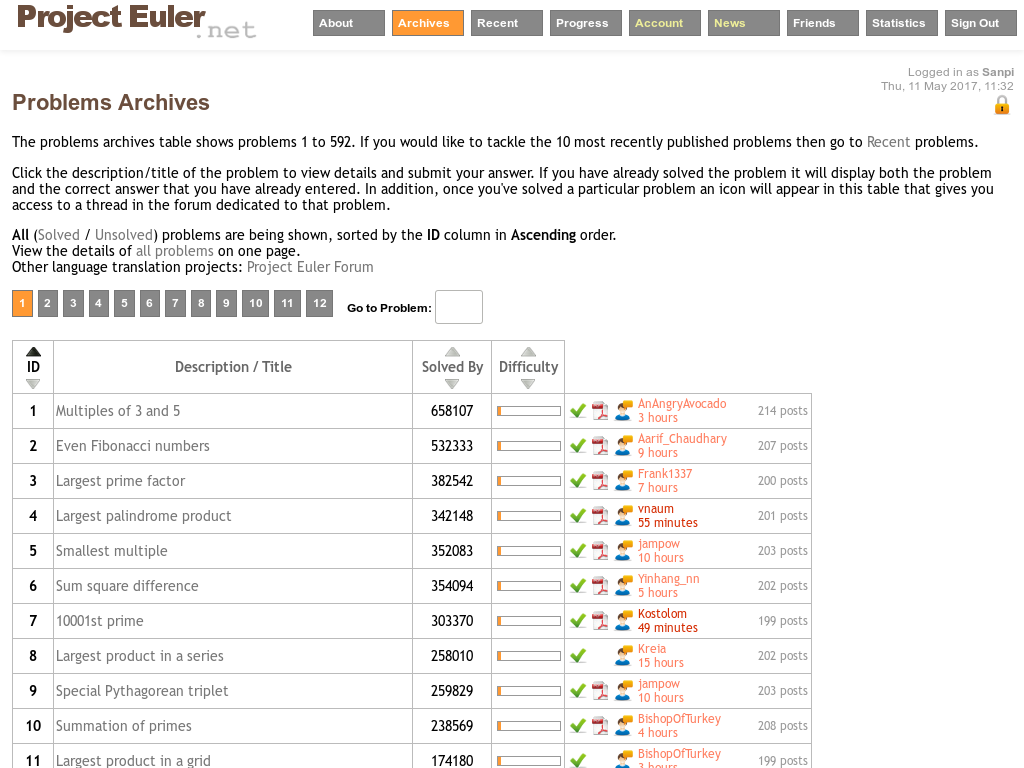 Project Euler.net
About Archives Recent Progress Account News Friends Statistics Sign Out
Logged in as Sanpi
Thu, 11 May 2017, 11:32
Problems Archives
The problems archives table shows problems 1 to 592. If you would like to tackle the 10 most recently published problems then go to Recent problems.
Click the description/title of the problem to view details and submit your answer. If you have already solved the problem it will display both the problem
and the correct answer that you have already entered. In addition, once you've solved a particular problem an icon will appear in this table that gives you
access to a thread in the forum dedicated to that problem.
All (Solved / Unsolved) problems are being shown, sorted by the ID column in Ascending order.
View the details of all problems on one page.
Other language translation projects: Project Euler Forum
1 2 3 4 5 6 7 8 9 10 11 12 Go to Problem:
ID Description / Title Solved By Difficulty
1 Multiples of 3 and 5 658107 AnAngryAvocado 214 posts
3 hours
2 Even Fibonacci numbers 532333 Aarif_Chaudhary 207 posts
9 hours
3 Largest prime factor 382542 Frank1337 200 posts
7 hours
4 Largest palindrome product 342148 vnaum 201 posts
55 minutes
5 Smallest multiple 352083 jampow 203 posts
10 hours
6 Sum square difference 354094 Yinhang_nn 202 posts
5 hours
7 10001st prime 303370 Kostolom 199 posts
49 minutes
8 Largest product in a series 258010 Kreia 202 posts
15 hours
9 Special Pythagorean triplet 259829 jampow 203 posts
10 hours
10 Summation of primes 238569 BishopOfTurkey 208 posts
4 hours
11 Largest product in a grid 174180 BishopOfTurkey 199 posts
3 hours